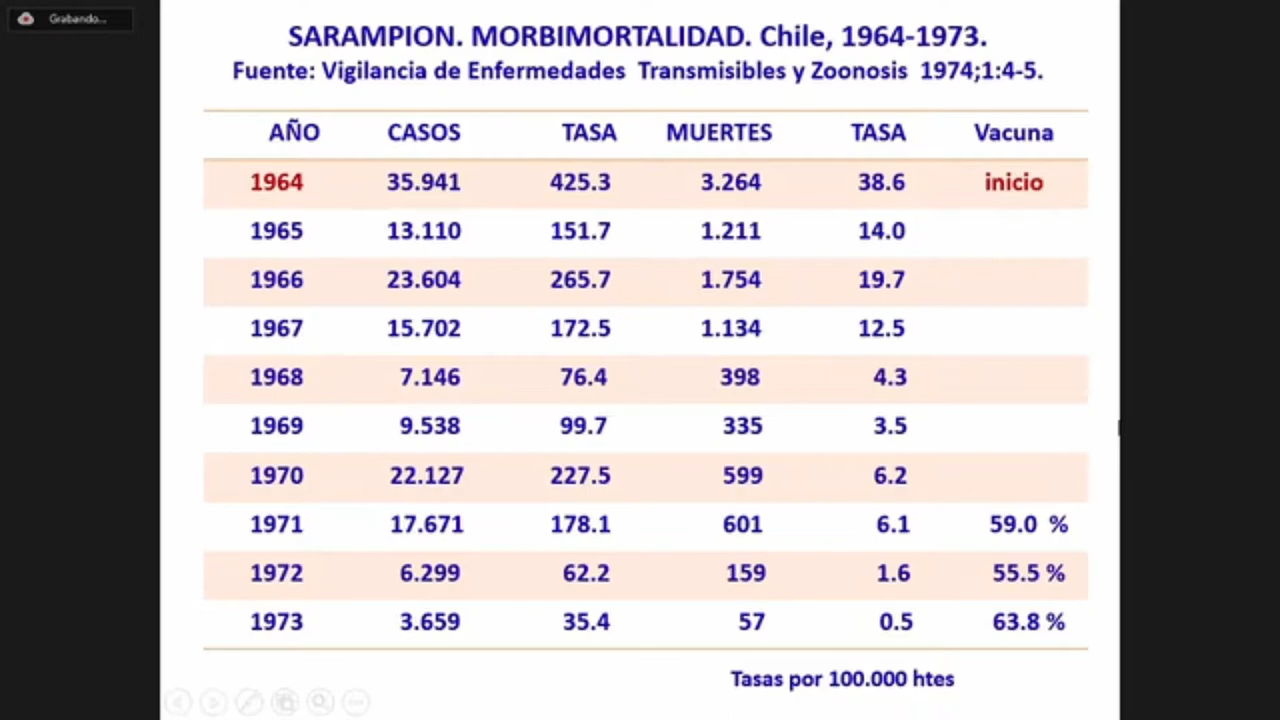 Grabando...
SARAMPION. MORBIMORTALIDAD. Chile, 1964-1973.
Fuente: Vigilancia de Enfermedades Transmisibles y Zoonosis 1974;1:4-5.
AÑO CASOS TASA MUERTES TASA Vacuna
1964 35.941 425.3 3.264 38.6 inicio
1965 13.110 151.7 1.211 14.0
1966 23.604 265.7 1.754 19.7
1967 15.702 172.5 1.134 12.5
1968 7.146 76.4 398 4.3
1969 9.538 99.7 335 3.5
1970 22.127 227.5 599 6.2
1971 17.671 178.1 601 6.1 59.0 %
1972 6.299 62.2 159 1.6 55.5 %
1973 3.659 35.4 57 0.5 63.8 %
Tasas por 100.000 htes